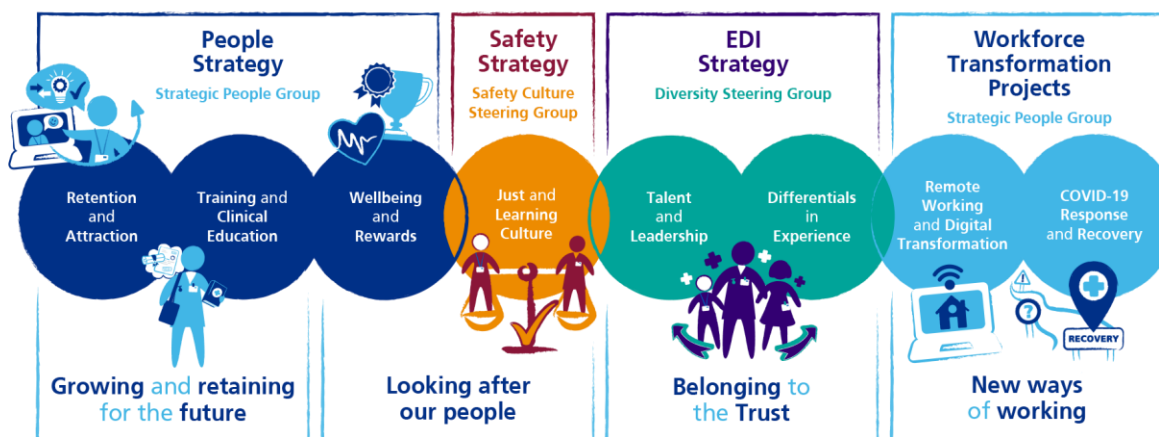 People
Strategy
Strategic People Group
Safety
Strategy
Safety Culture
Steering Group
EDI
Strategy
Diversity Steering Group
Workforce
Transformation
Projects
Strategic People Group
Retention
and
Attraction
Training and
Clinical
Education
Wellbeing
and
Rewards
Just and
Learning
Culture
Talent
and
Leadership
Differentials
in
Experience
Remote
Working
and Digital
Transformation
COVID-19
Response
and Recovery
!
?
RECOVERY
Growing and retaining
for the future
Looking after
our people
Belonging to
the Trust
New ways
of working